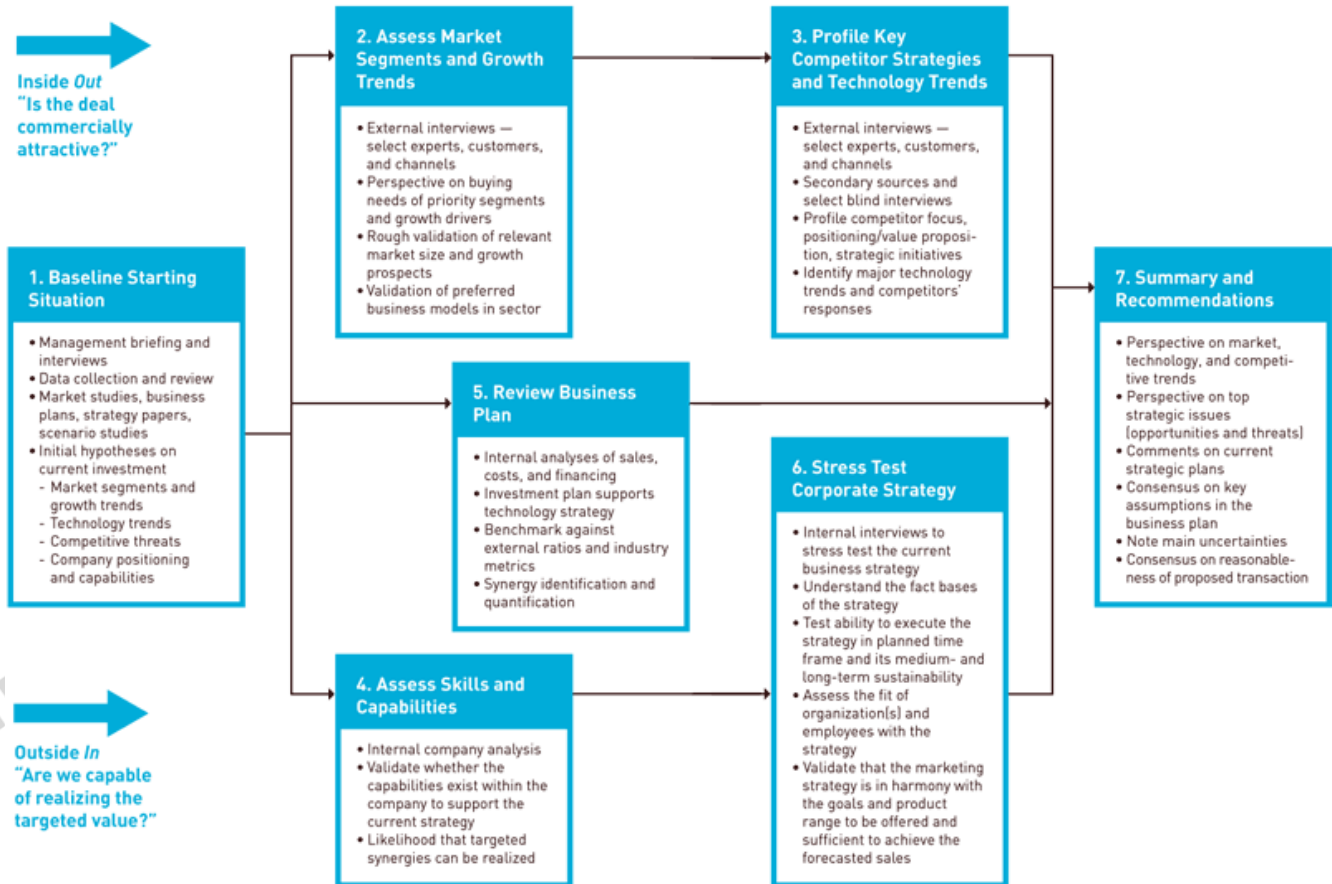 Inside Out
"Is the deal
commercially
attractive?"
2. Assess Market
Segments and Growth
Trends
• External interviews —
select experts, customers,
and channels
• Perspective on buying
needs of priority segments
and growth drivers
• Rough validation of relevant
market size and growth
prospects
• Validation of preferred
business models in sector
3. Profile Key
Competitor Strategies
and Technology Trends
• External interviews —
select experts, customers,
and channels
• Secondary sources and
select blind interviews
• Profile competitor focus,
positioning/value proposi-
tion, strategic initiatives
• Identify major technology
trends and competitors'
responses
1. Baseline Starting
Situation
• Management briefing and
interviews
• Data collection and review
• Market studies, business
plans, strategy papers,
scenario studies
• Initial hypotheses on
current investment
- Market segments and
growth trends
- Technology trends
- Competitive threats
- Company positioning
and capabilities
5. Review Business
Plan
• Internal analyses of sales,
costs, and financing
• Investment plan supports
technology strategy
• Benchmark against
external ratios and industry
metrics
• Synergy identification and
quantification
7. Summary and
Recommendations
• Perspective on market,
technology, and competi-
tive trends
• Perspective on top
strategic issues
(opportunities and threats)
• Comments on current
strategic plans
• Consensus on key
assumptions in the
business plan
• Note main uncertainties
• Consensus on reasonable-
ness of proposed transaction
6. Stress Test
Corporate Strategy
• Internal interviews to
stress test the current
business strategy
• Understand the fact bases
of the strategy
• Test ability to execute the
strategy in planned time
frame and its medium- and
long-term sustainability
• Assess the fit of
organization(s) and
employees with the
strategy
• Validate that the marketing
strategy is in harmony with
the goals and product
range to be offered and
sufficient to achieve the
forecasted sales
Outside In
"Are we capable
of realizing the
targeted value?"
4. Assess Skills and
Capabilities
• Internal company analysis
• Validate whether the
capabilities exist within the
company to support the
current strategy
• Likelihood that targeted
synergies can be realized